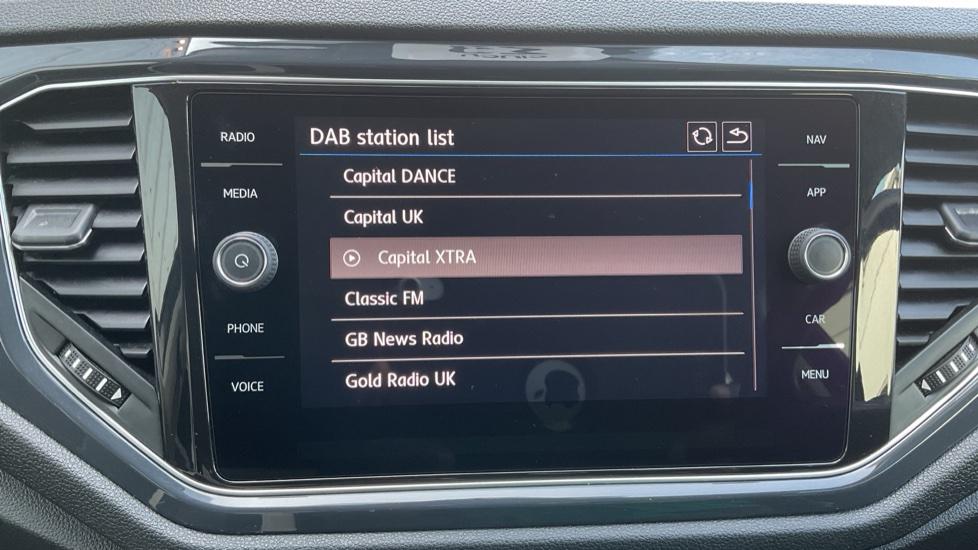 RADIO
MEDIA
PHONE
VOICE
DAB station list
Capital DANCE
Capital UK
Capital XTRA
Classic FM
GB News Radio
Gold Radio UK
NAV
APP
CAR
MENU